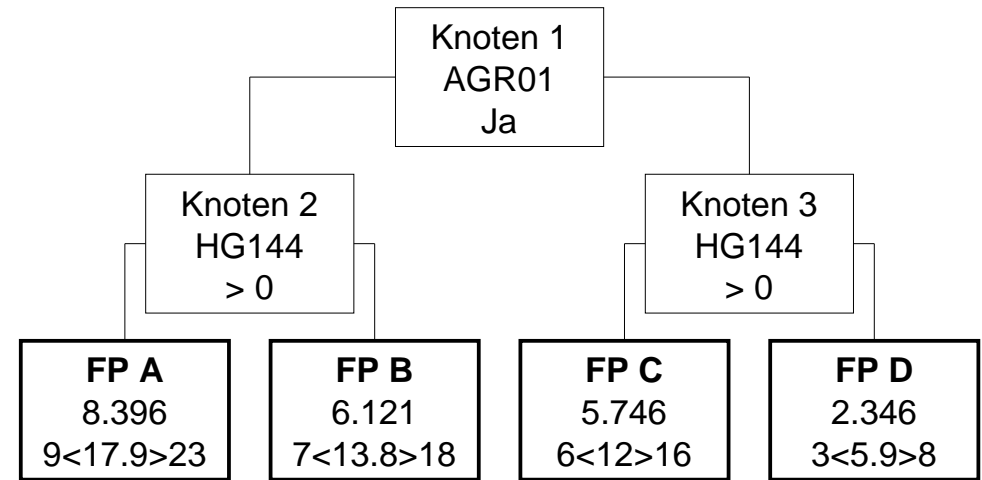 Knoten 1
AGR01
Ja
Knoten 2
HG144
> 0
Knoten 3
HG144
> 0
FP A
8.396
9<17.9>23
FP B
6.121
7<13.8>18
FP C
5.746
6<12>16
FP D
2.346
3<5.9>8